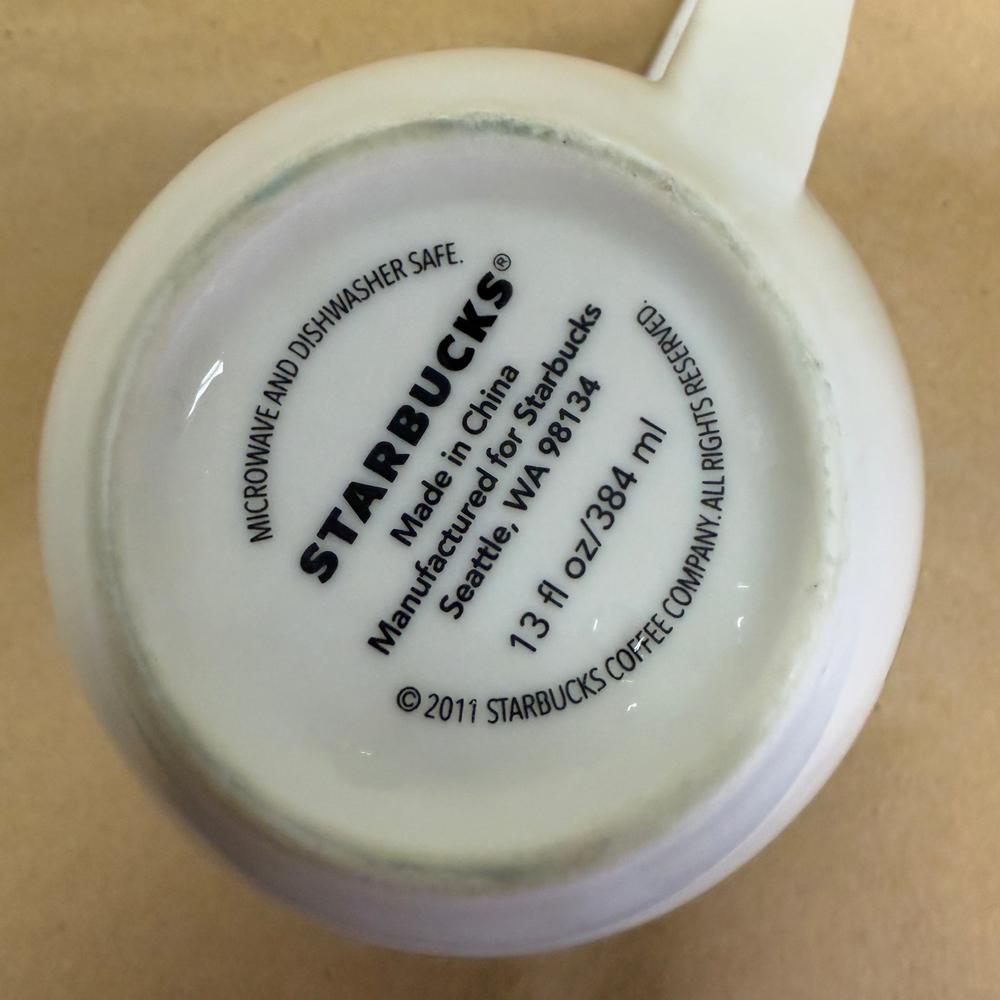 MICROWAVE AND DISHWASHER SAFE.
STARBUCKS®
Made in China
Manufactured for Starbucks
Seattle, WA 98134
13 fl oz/384 ml
© 2011 STARBUCKS COFFEE COMPANY. ALL RIGHTS RESERVED.